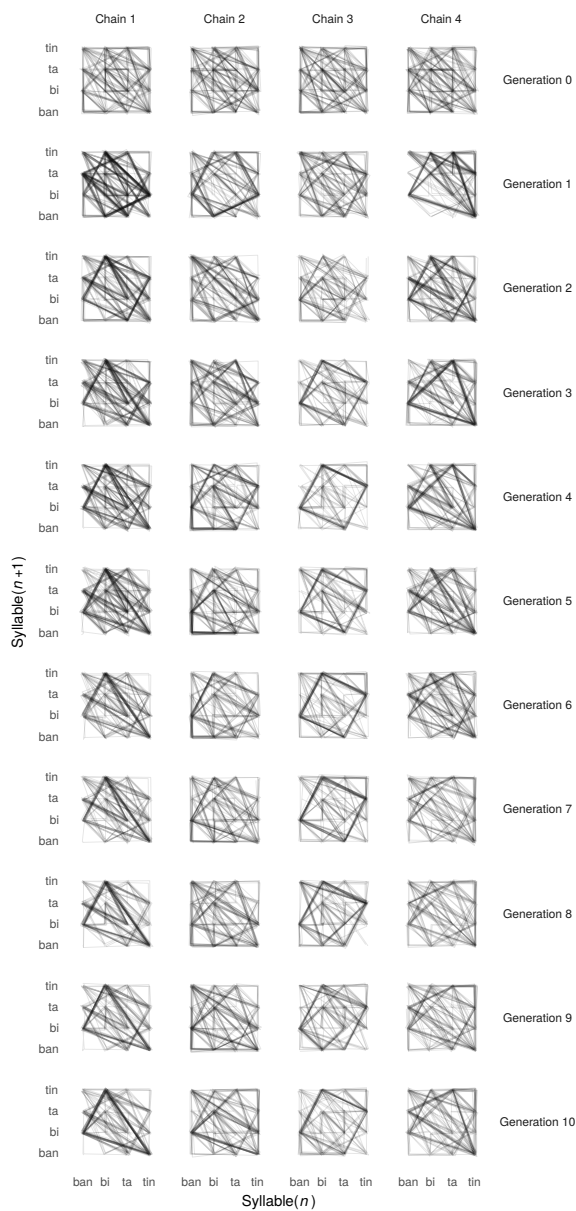 Chain 1 Chain 2 Chain 3 Chain 4
tin
ta
bi
ban
Generation 0
tin
ta
bi
ban
Generation 1
tin
ta
bi
ban
Generation 2
tin
ta
bi
ban
Generation 3
tin
ta
bi
ban
Generation 4
tin
ta
bi
ban
Generation 5
tin
ta
bi
ban
Generation 6
tin
ta
bi
ban
Generation 7
tin
ta
bi
ban
Generation 8
tin
ta
bi
ban
Generation 9
tin
ta
bi
ban
Generation 10
Syllable(n+1)
ban bi ta tin ban bi ta tin ban bi ta tin ban bi ta tin
Syllable(n)